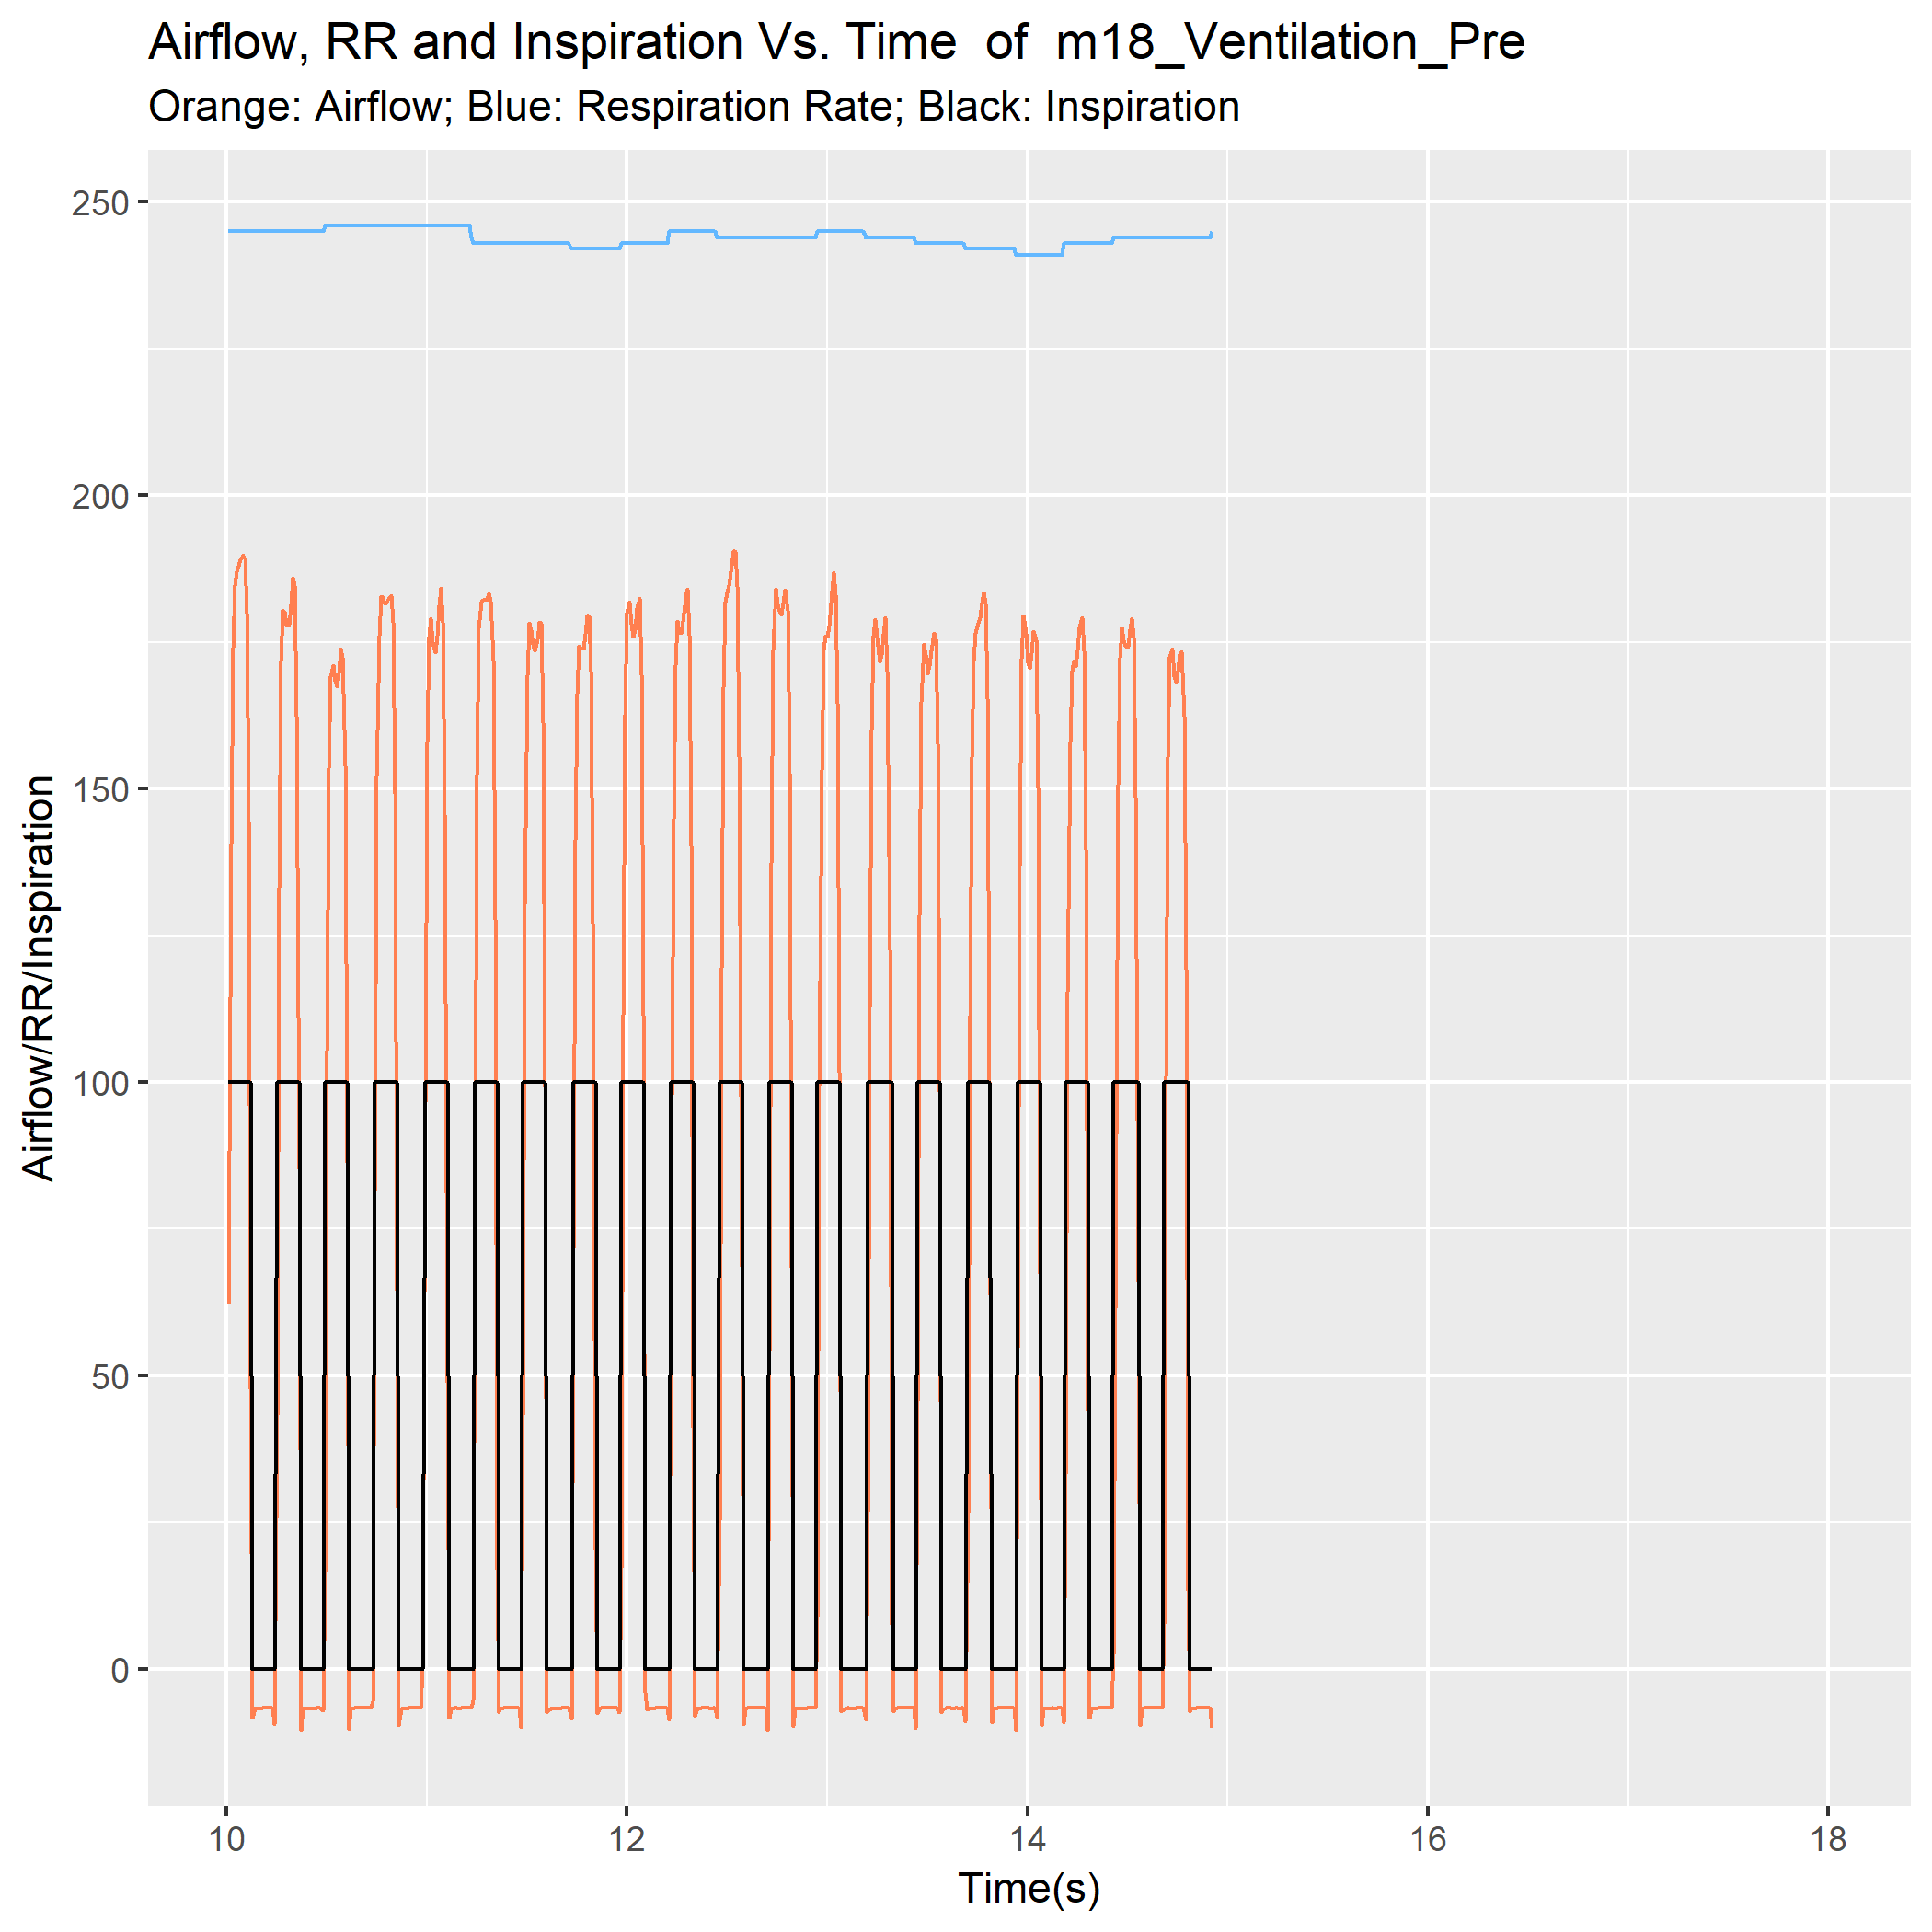 Airflow, RR and Inspiration Vs. Time  of  m18_Ventilation_Pre
Orange: Airflow; Blue: Respiration Rate; Black: Inspiration
250
200
150
100
50
0
Airflow/RR/Inspiration
10 12 14 16 18
Time(s)